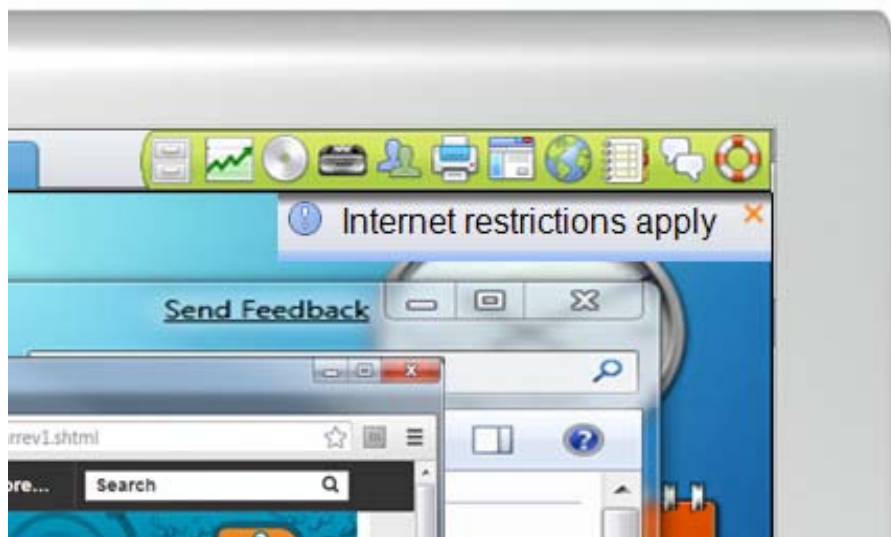 Internet restrictions apply
Send Feedback
rrev1.shtml
ore...
Search